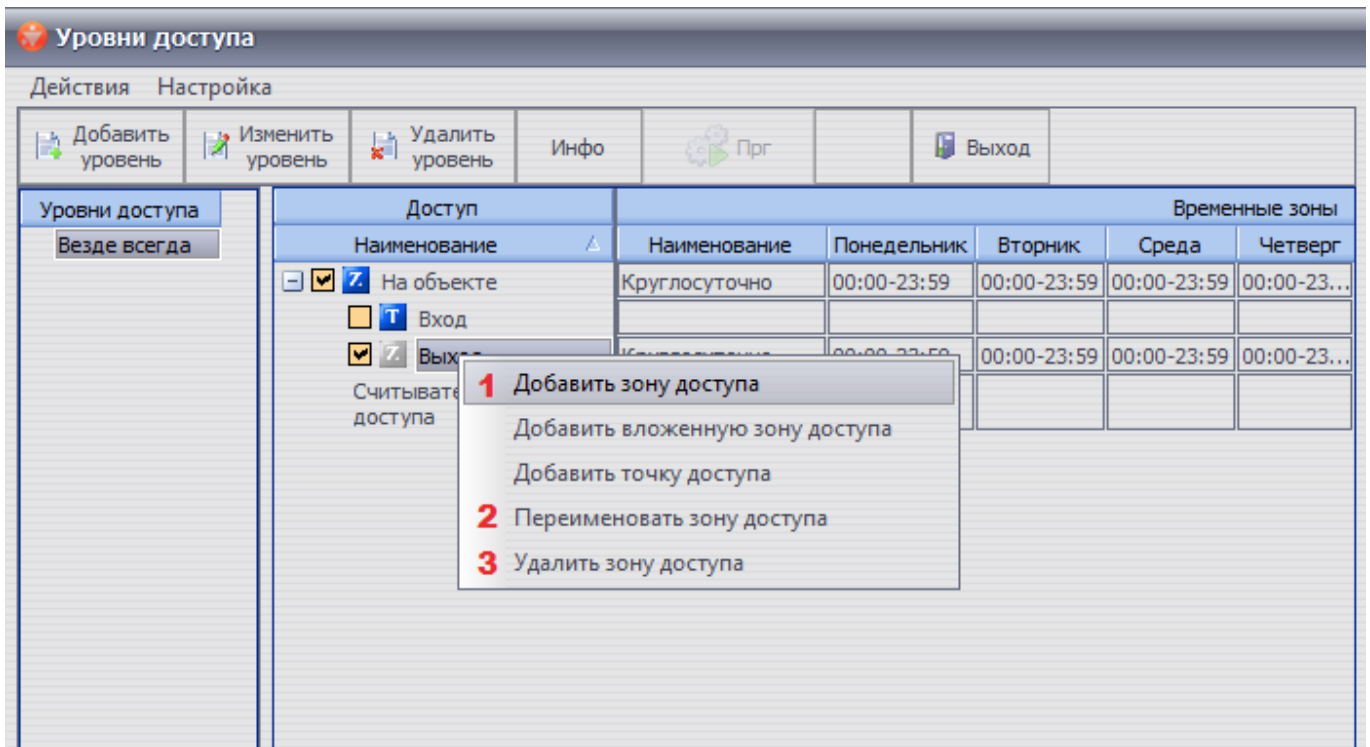 Уровни доступа
Действия Настройка
Добавить уровень
Изменить уровень
Удалить уровень
Инфо
Прг
Выход
Уровни доступа
Везде всегда
Доступ
Временные зоны
Наименование Наименование Понедельник Вторник Среда Четверг
Z На объекте Круглосуточно 00:00-23:59 00:00-23:59 00:00-23:59 00:00-23...
T Вход
Z 00:00-23:59 00:00-23:59 00:00-23...
доступа
1 Добавить зону доступа
Добавить вложенную зону доступа
Добавить точку доступа
2 Переименовать зону доступа
3 Удалить зону доступа